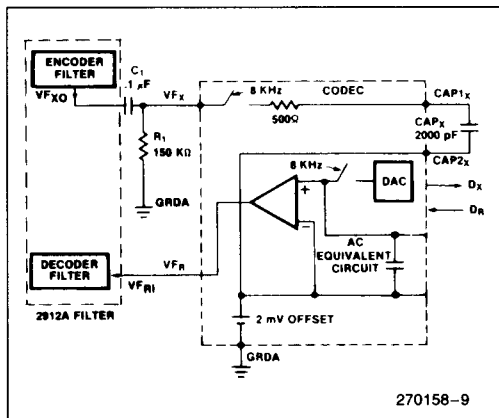 ENCODER
FILTER
VFXO
C1
.1 µF
VFX
8 KHz
CODEC
CAP1X
500Ω
CAPX
2000 pF
R1
150 KΩ
CAP2X
GRDA
8 KHz
DAC
DX
DR
+
−
AC
EQUIVALENT
CIRCUIT
DECODER
FILTER
VFR
VFRI
2912A FILTER
2 mV OFFSET
GRDA
270158-9